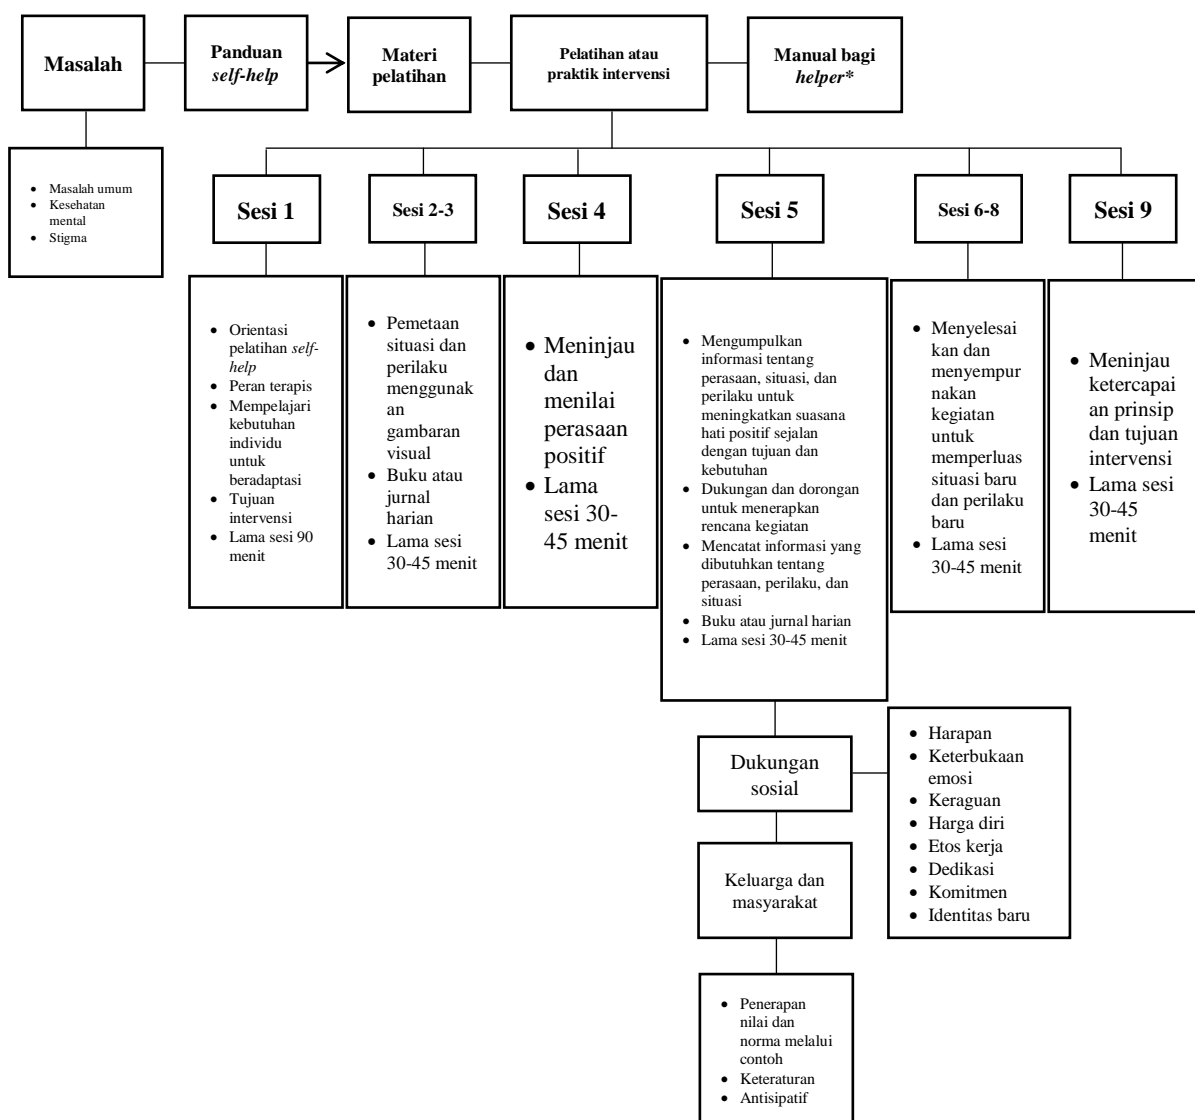 Masalah
Panduan
self-help
Materi
pelatihan
Pelatihan atau
praktik intervensi
Manual bagi
helper*
• Masalah umum
• Kesehatan
mental
• Stigma
Sesi 1
Sesi 2-3
Sesi 4
Sesi 5
Sesi 6-8
Sesi 9
• Orientasi
pelatihan self-
help
• Peran terapis
• Mempelajari
kebutuhan
individu
untuk
beradaptasi
• Tujuan
intervensi
• Lama sesi 90
menit
• Pemetaan
situasi dan
perilaku
menggunak
an
gambaran
visual
• Buku atau
jurnal
harian
• Lama sesi
30-45 menit
• Meninjau
dan
menilai
perasaan
positif
• Lama
sesi 30-
45 menit
• Mengumpulkan
informasi tentang
perasaan, situasi, dan
perilaku untuk
meningkatkan suasana
hati positif sejalan
dengan tujuan dan
kebutuhan
• Dukungan dan dorongan
untuk menerapkan
rencana kegiatan
• Mencatat informasi yang
dibutuhkan tentang
perasaan, perilaku, dan
situasi
• Buku atau jurnal harian
• Lama sesi 30-45 menit
• Menyelesai
kan dan
menyempur
nakan
kegiatan
untuk
memperluas
situasi baru
dan perilaku
baru
• Lama sesi
30-45 menit
• Meninjau
ketercapai
an prinsip
dan tujuan
intervensi
• Lama sesi
30-45
menit
Dukungan
sosial
• Harapan
• Keterbukaan
emosi
• Keraguan
• Harga diri
• Etos kerja
• Dedikasi
• Komitmen
• Identitas baru
Keluarga dan
masyarakat
• Penerapan
nilai dan
norma melalui
contoh
• Keteraturan
• Antisipatif